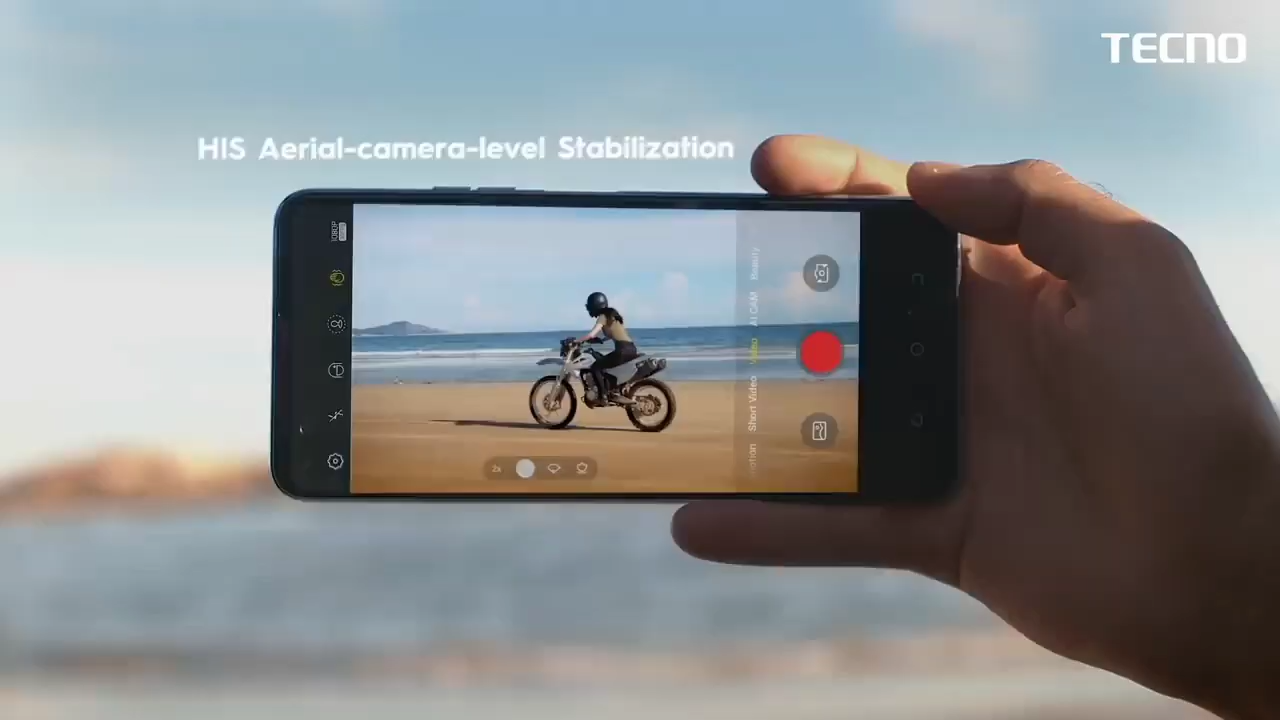 TECNO
HIS Aerial-camera-level Stabilization
1080P
Beauty
AI CAM
Video
Short Video
2x